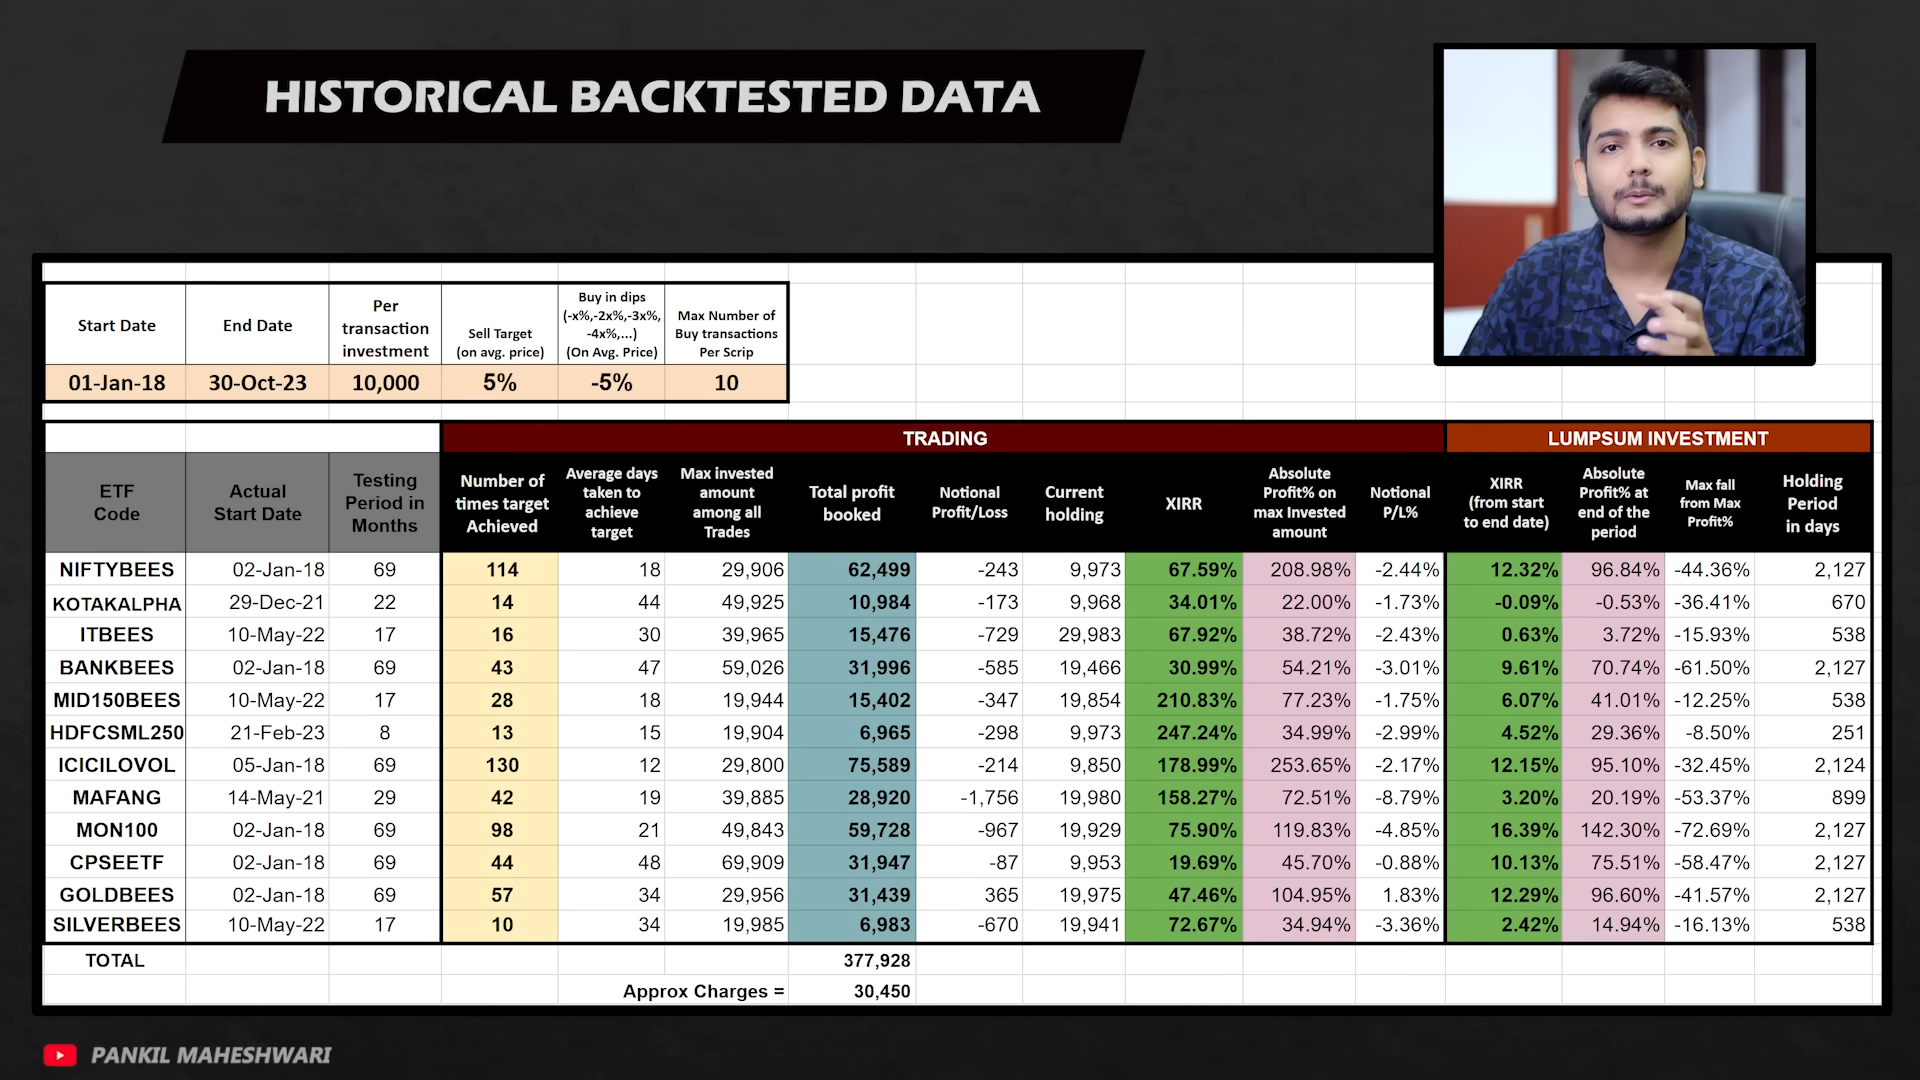 HISTORICAL BACKTESTED DATA
Start Date End Date Per transaction investment Sell Target (on avg. price) Buy in dips (-x%,-2x%,-3x%, -4x%,...) (On Avg. Price) Max Number of Buy transactions Per Scrip
01-Jan-18 30-Oct-23 10,000 5% -5% 10
TRADING LUMPSUM INVESTMENT
ETF Code Actual Start Date Testing Period in Months Number of times target Achieved Average days taken to achieve target Max invested amount among all Trades Total profit booked Notional Profit/Loss Current holding XIRR Absolute Profit% on max Invested amount Notional P/L% XIRR (from start to end date) Absolute Profit% at end of the period Max fall from Max Profit% Holding Period in days
NIFTYBEES 02-Jan-18 69 114 18 29,906 62,499 -243 9,973 67.59% 208.98% -2.44% 12.32% 96.84% -44.36% 2,127
KOTAKALPHA 29-Dec-21 22 14 44 49,925 10,984 -173 9,968 34.01% 22.00% -1.73% -0.09% -0.53% -36.41% 670
ITBEES 10-May-22 17 16 30 39,965 15,476 -729 29,983 67.92% 38.72% -2.43% 0.63% 3.72% -15.93% 538
BANKBEES 02-Jan-18 69 43 47 59,026 31,996 -585 19,466 30.99% 54.21% -3.01% 9.61% 70.74% -61.50% 2,127
MID150BEES 10-May-22 17 28 18 19,944 15,402 -347 19,854 210.83% 77.23% -1.75% 6.07% 41.01% -12.25% 538
HDFCSML250 21-Feb-23 8 13 15 19,904 6,965 -298 9,973 247.24% 34.99% -2.99% 4.52% 29.36% -8.50% 251
ICICILOVOL 05-Jan-18 69 130 12 29,800 75,589 -214 9,850 178.99% 253.65% -2.17% 12.15% 95.10% -32.45% 2,124
MAFANG 14-May-21 29 42 19 39,885 28,920 -1,756 19,980 158.27% 72.51% -8.79% 3.20% 20.19% -53.37% 899
MON100 02-Jan-18 69 98 21 49,843 59,728 -967 19,929 75.90% 119.83% -4.85% 16.39% 142.30% -72.69% 2,127
CPSEETF 02-Jan-18 69 44 48 69,909 31,947 -87 9,953 19.69% 45.70% -0.88% 10.13% 75.51% -58.47% 2,127
GOLDBEES 02-Jan-18 69 57 34 29,956 31,439 365 19,975 47.46% 104.95% 1.83% 12.29% 96.60% -41.57% 2,127
SILVERBEES 10-May-22 17 10 34 19,985 6,983 -670 19,941 72.67% 34.94% -3.36% 2.42% 14.94% -16.13% 538
TOTAL 377,928
Approx Charges = 30,450
PANKIL MAHESHWARI